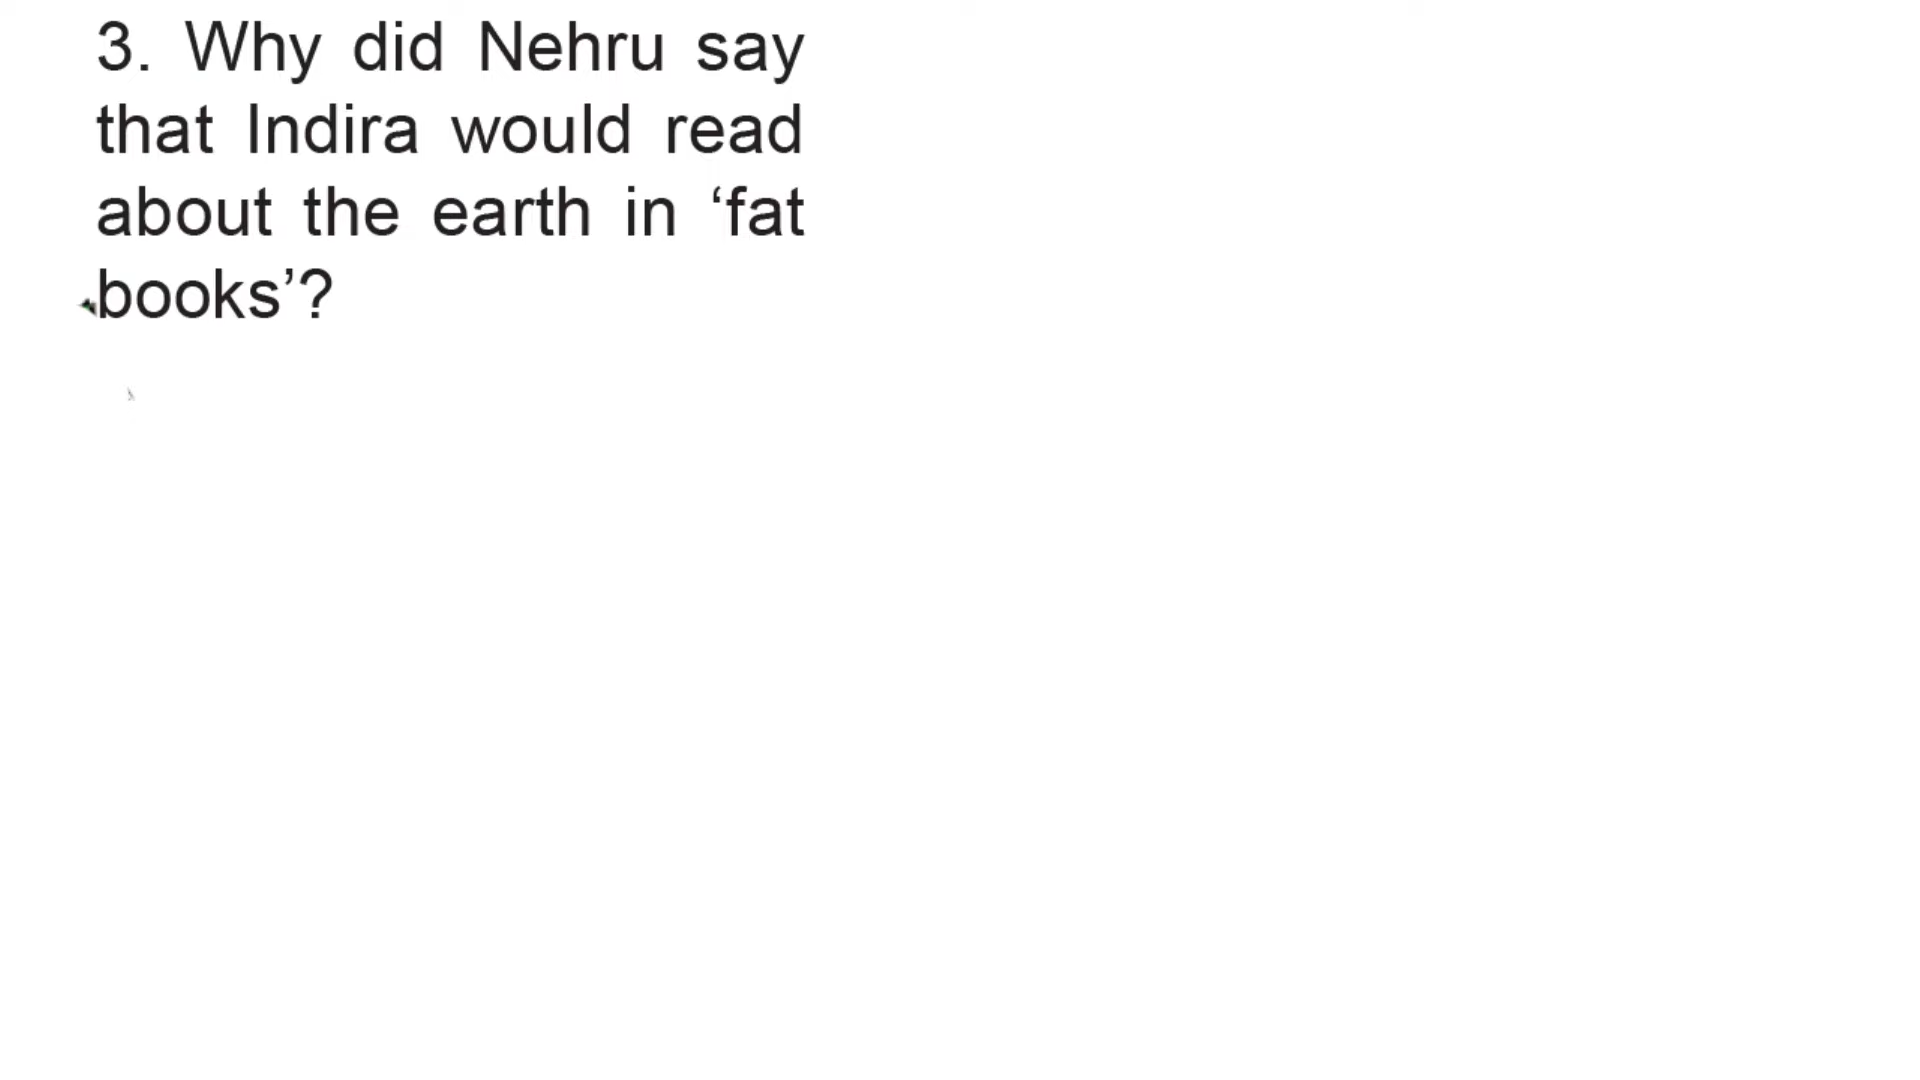 3. Why did Nehru say
that Indira would read
about the earth in ‘fat
books’?